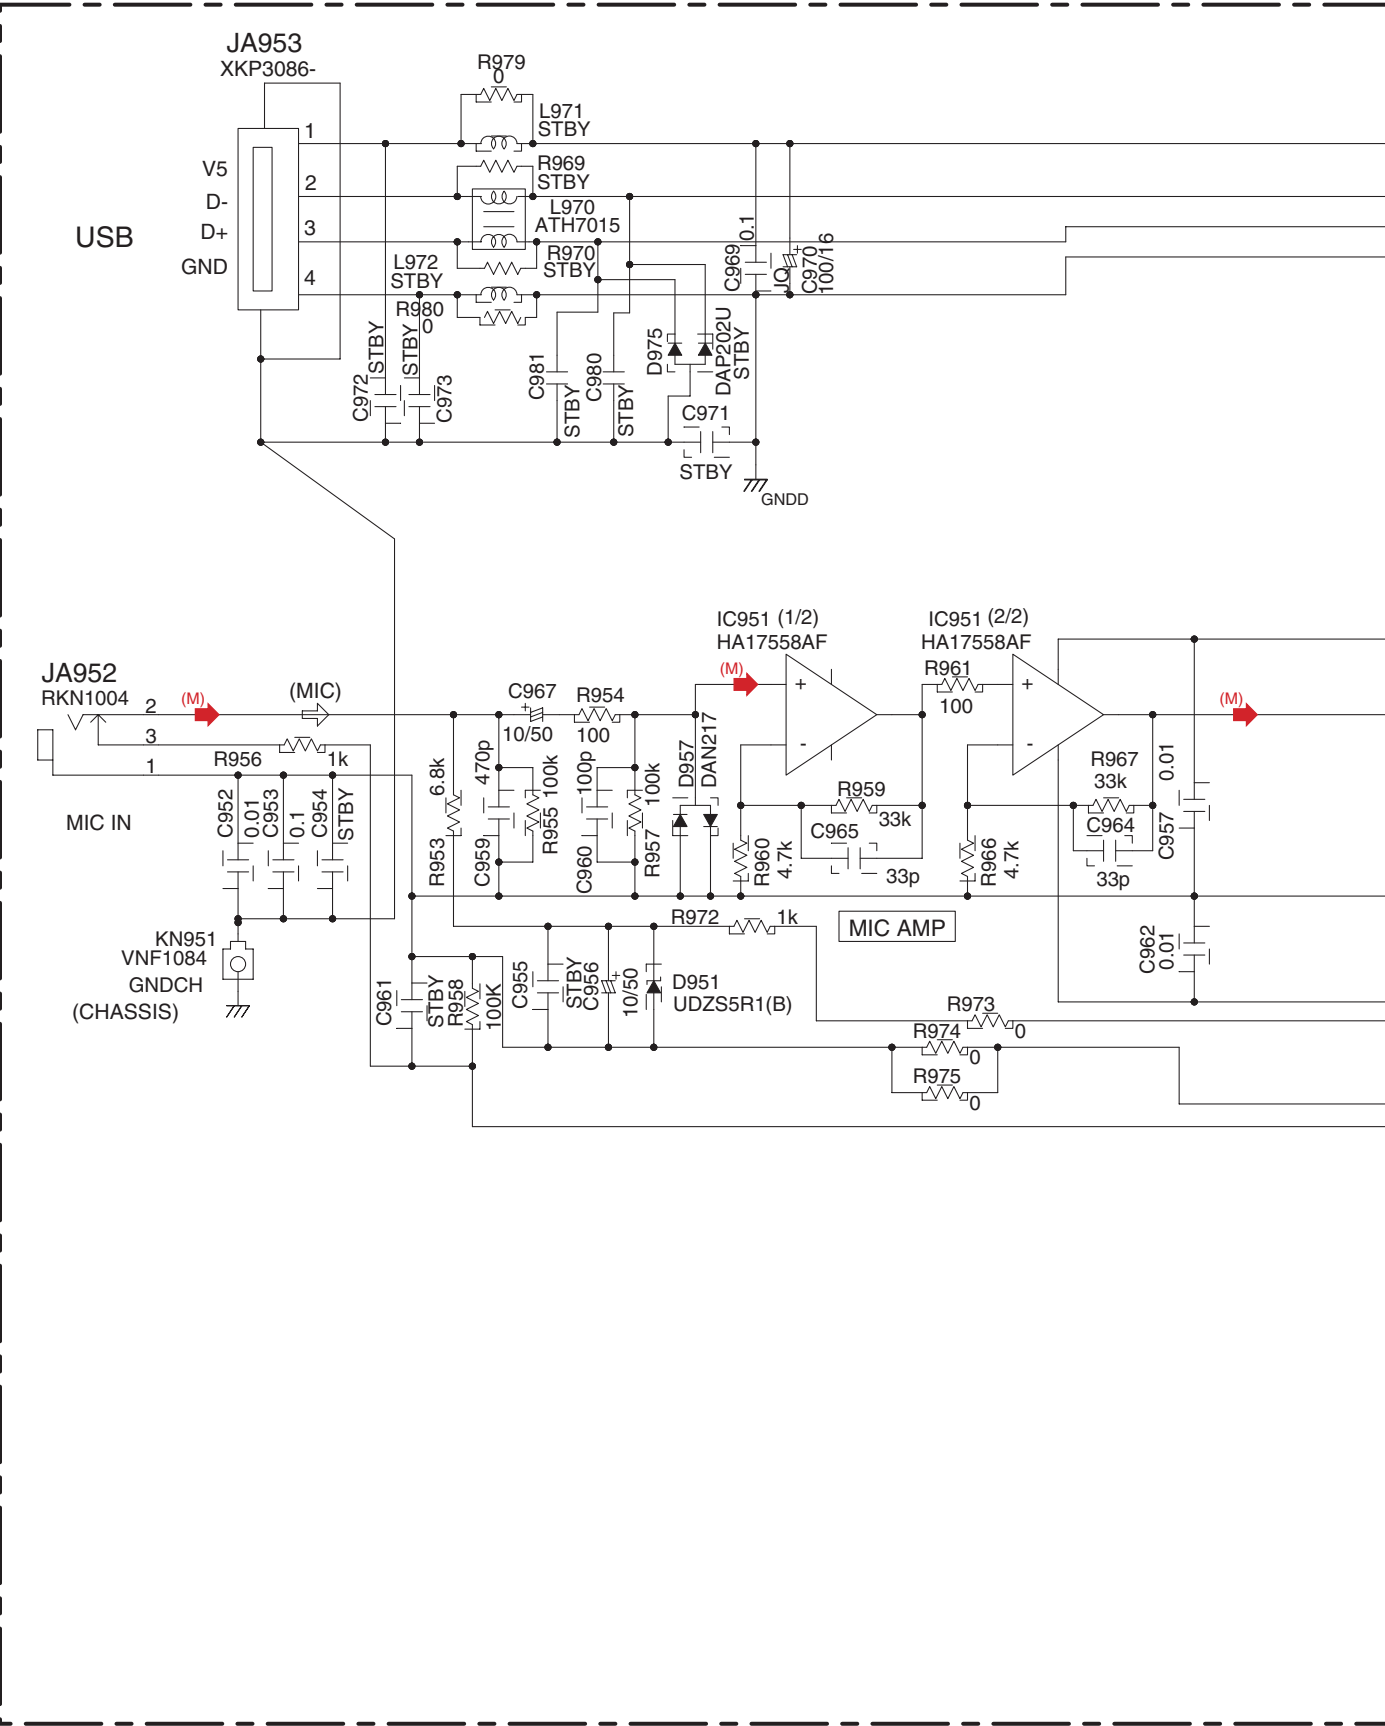 JA953
XKP3086-
R979
0
L971
STBY
1
V5
R969
STBY
2
D-
L970
ATH7015
USB
D+
3
R970
STBY
GND
4
L972
STBY
R980
0
C969
0.1
JQ
C970
100/16
C972
STBY
STBY
C973
C981
STBY
C980
STBY
D975
DAP202U
STBY
C971
STBY
GNDD
IC951 (1/2)
HA17558AF
IC951 (2/2)
HA17558AF
JA952
RKN1004
2
(M)
(MIC)
C967
10/50
R954
100
(M)
+
-
R961
100
+
-
(M)
3
1
R956
1k
MIC IN
C952
0.01
C953
0.1
C954
STBY
R953
6.8k
C959
470p
R955
100k
C960
100p
R957
100k
D957
DAN217
R959
33k
C965
33p
R960
4.7k
R966
4.7k
R967
33k
C964
33p
C957
0.01
MIC AMP
R972
1k
C962
0.01
KN951
VNF1084
GNDCH
(CHASSIS)
C961
STBY
R958
100K
C955
STBY
C956
10/50
D951
UDZS5R1(B)
R973
0
R974
0
R975
0